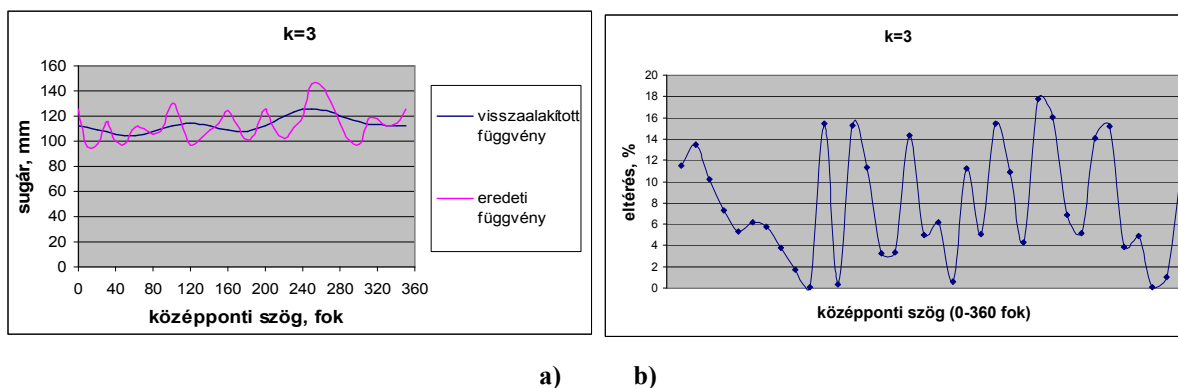 k=3
160
140
120
100
80
60
40
20
0
sugár, mm
0 40 80 120 160 200 240 280 320 360
középponti szög, fok
visszaalakított
függvény
eredeti
függvény
k=3
20
18
16
14
12
10
8
6
4
2
0
eltérés, %
középponti szög (0-360 fok)
a) b)